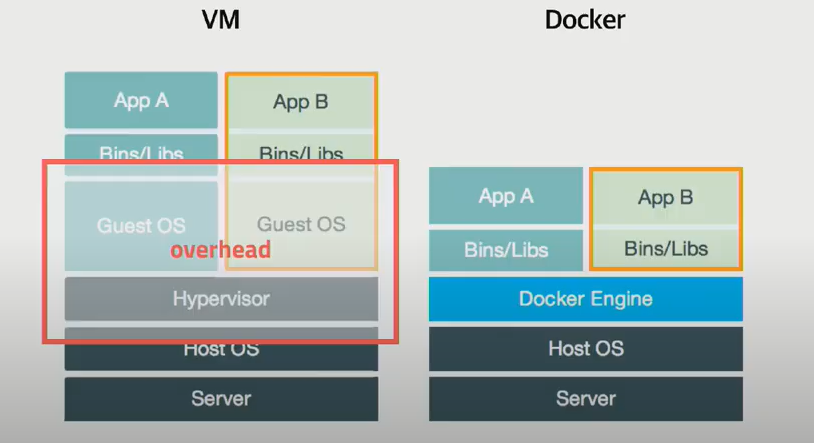 VM
App A
App B
Bins/Libs
Bins/Libs
Guest OS
Guest OS
overhead
Hypervisor
Host OS
Server
Docker
App A
App B
Bins/Libs
Bins/Libs
Docker Engine
Host OS
Server